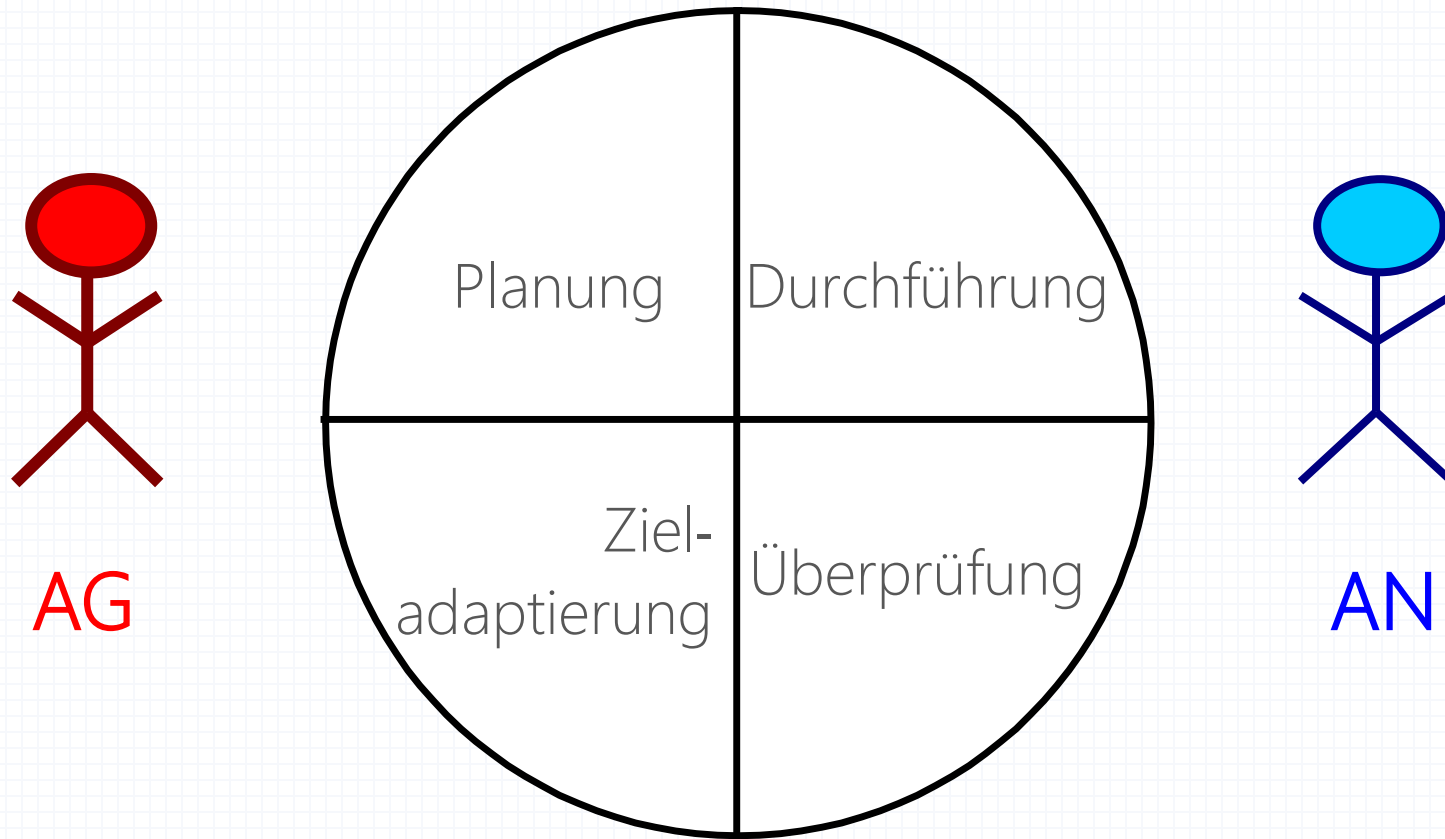 Planung
Durchführung
Ziel-
adaptierung
Überprüfung
AG
AN